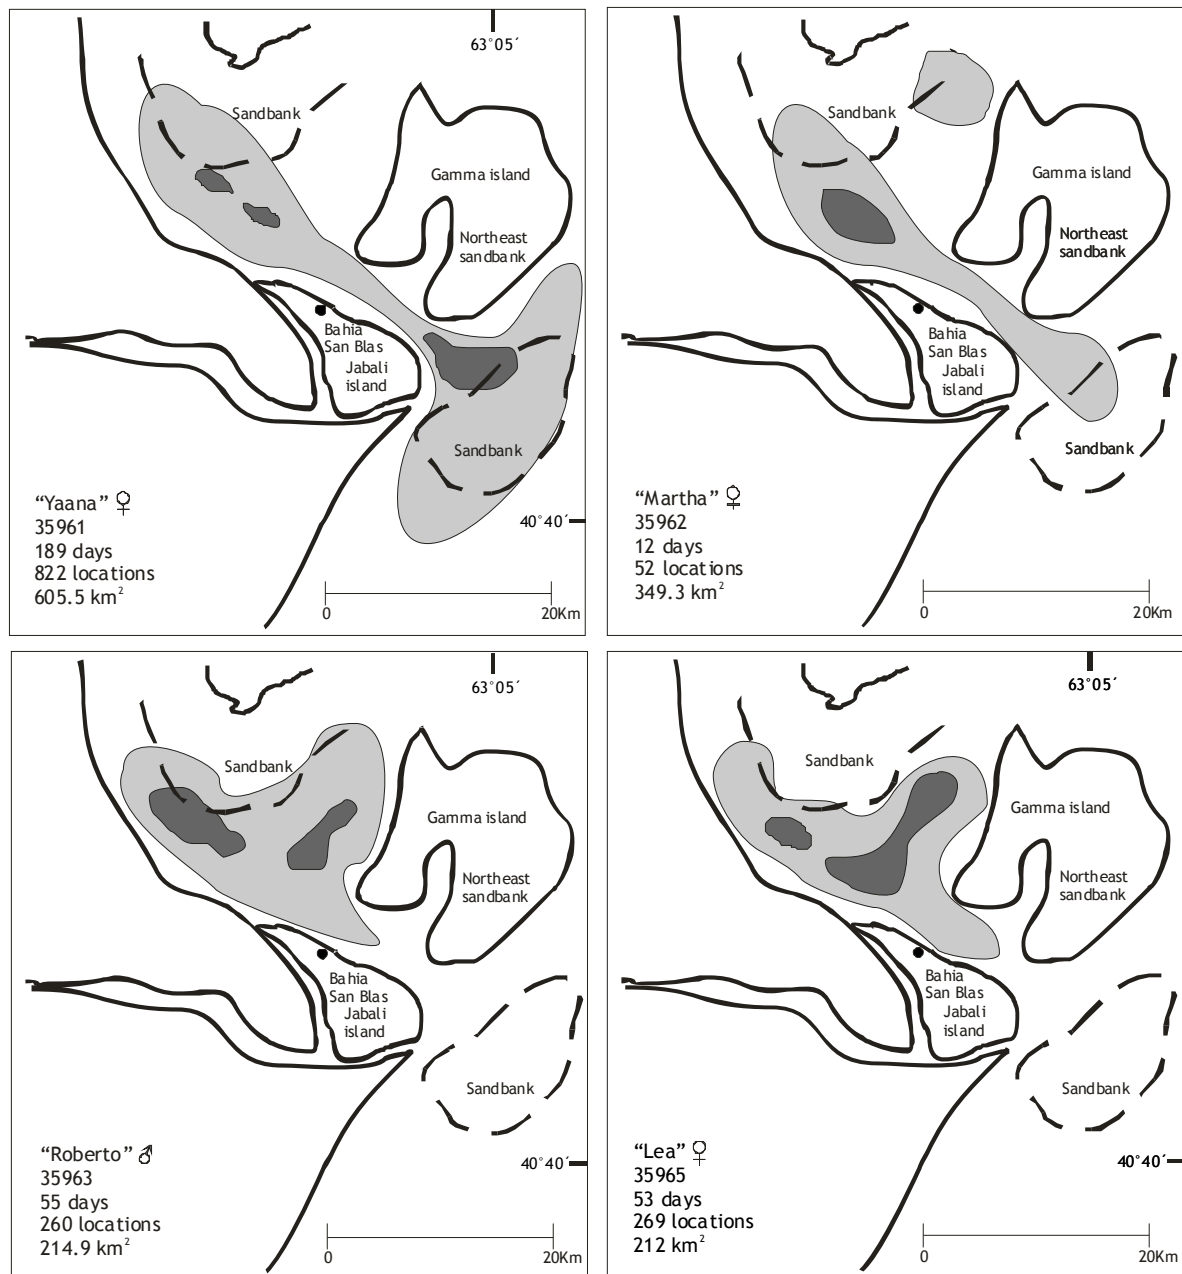 63°05´
Sandbank
Gamma island
Northeast
sandbank
Bahia
San Blas
Jabali
island
Sandbank
“Yaana” ♀
35961
189 days
822 locations
605.5 km²
40°40´
0 20Km
Sandbank
Gamma island
Northeast
sandbank
Bahia
San Blas
Jabali
island
Sandbank
“Martha” ♀
35962
12 days
52 locations
349.3 km²
0 20Km
63°05´
Sandbank
Gamma island
Northeast
sandbank
Bahia
San Blas
Jabali
island
Sandbank
“Roberto” ♂
35963
55 days
260 locations
214.9 km²
40°40´
0 20Km
63°05´
Sandbank
Gamma island
Northeast
sandbank
Bahia
San Blas
Jabali
island
Sandbank
“Lea” ♀
35965
53 days
269 locations
212 km²
40°40´
0 20Km